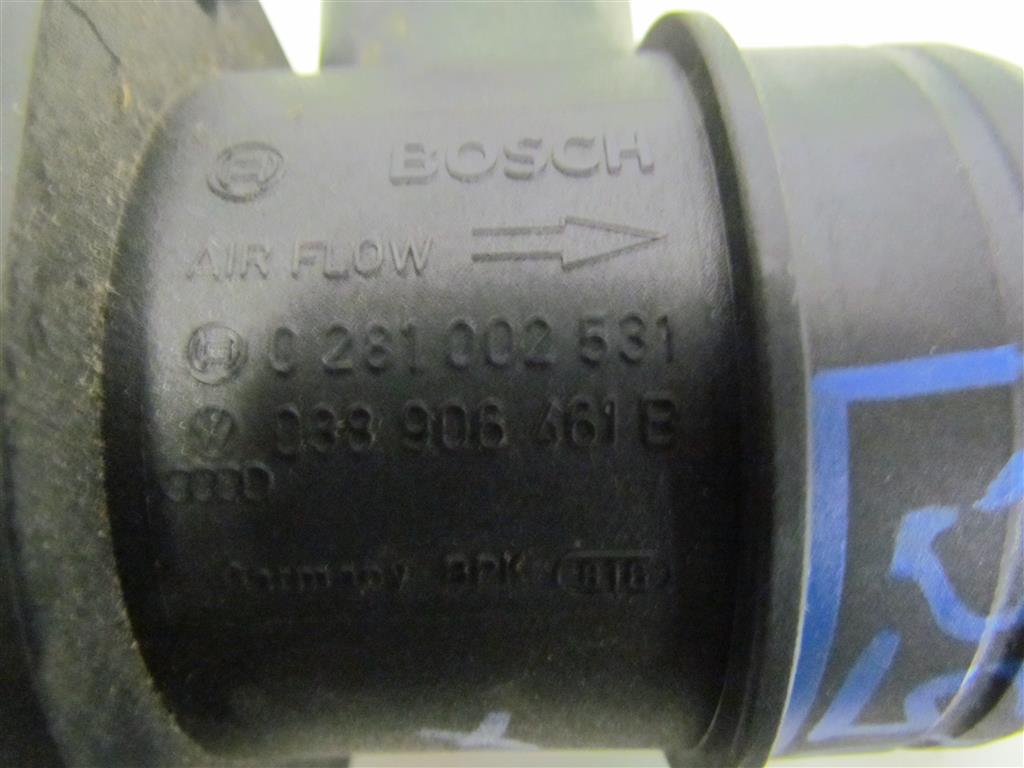 BOSCH
AIR FLOW
0 281 002 531
038 906 461 B
Germany